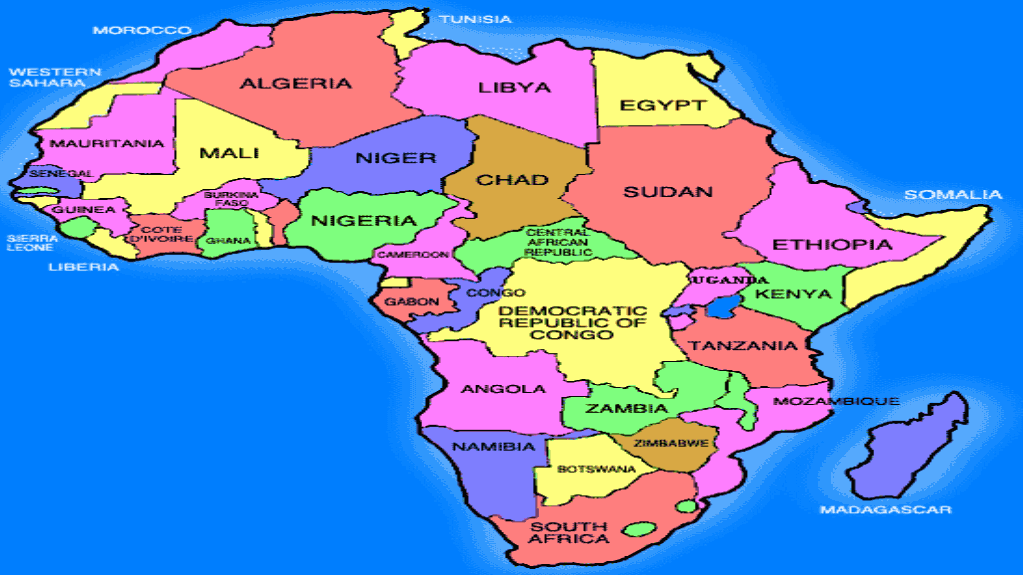 TUNISIA
MOROCCO
WESTERN
SAHARA
ALGERIA
LIBYA
EGYPT
MAURITANIA
MALI
NIGER
CHAD
SUDAN
SENEGAL
BURKINA
FASO
GUINEA
NIGERIA
SOMALIA
SIERRA
LEONE
COTE
D'IVOIRE
GHANA
CENTRAL
AFRICAN
REPUBLIC
ETHIOPIA
LIBERIA
CAMEROON
UGANDA
KENYA
CONGO
GABON
DEMOCRATIC
REPUBLIC OF
CONGO
TANZANIA
ANGOLA
ZAMBIA
MOZAMBIQUE
NAMIBIA
ZIMBABWE
BOTSWANA
MADAGASCAR
SOUTH
AFRICA